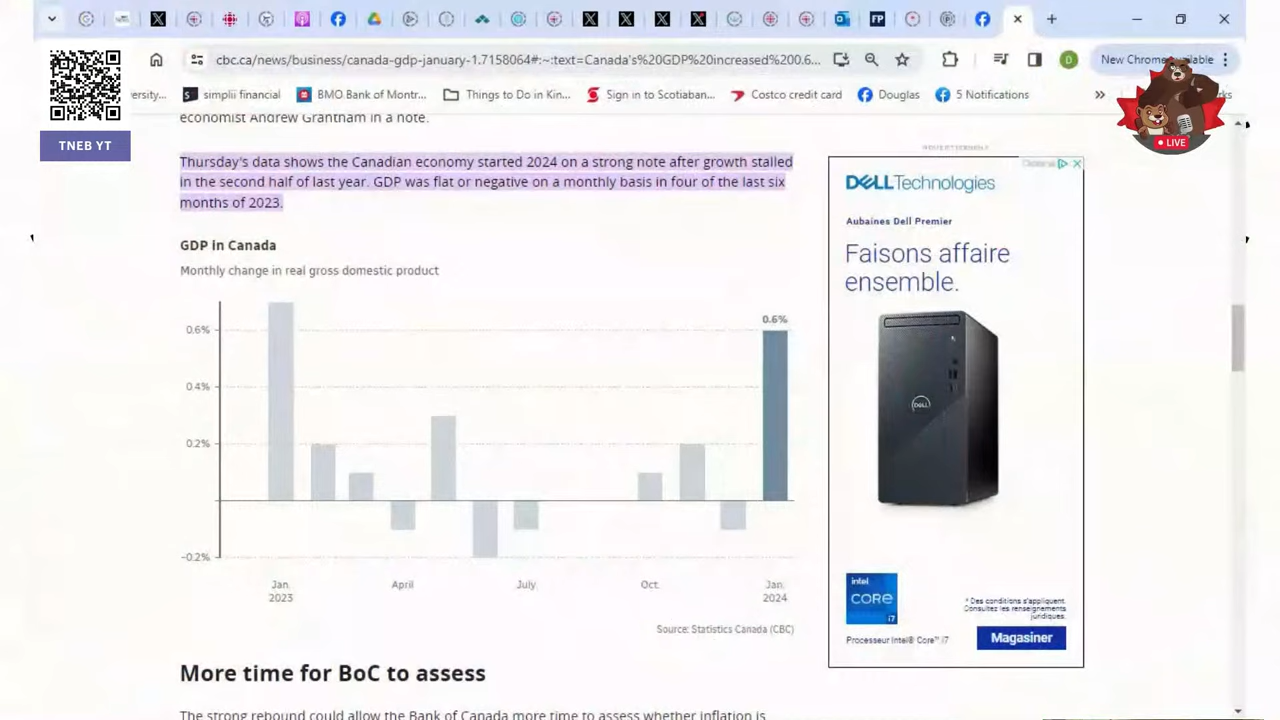 cbc.ca/news/business/canada-gdp-january-1.7158064#:~:text=Canada's%20GDP%20increased%200.6...
New Chrome available
TNEB YT
simplii financial
BMO Bank of Montr...
Things to Do in Kin...
Sign in to Scotiaban...
Costco credit card
Douglas
5 Notifications
»
LIVE
economist Andrew Grantham in a note.
Thursday's data shows the Canadian economy started 2024 on a strong note after growth stalled
in the second half of last year. GDP was flat or negative on a monthly basis in four of the last six
months of 2023.
GDP in Canada
Monthly change in real gross domestic product
0.6%
0.6%
0.4%
0.2%
-0.2%
Jan.
2023
April
July
Oct.
Jan.
2024
Source: Statistics Canada (CBC)
More time for BoC to assess
The strong rebound could allow the Bank of Canada more time to assess whether inflation is
ADVERTISEMENT
DELL Technologies
Aubaines Dell Premier
Faisons affaire
ensemble.
DELL
intel
CORE
i7
* Des conditions s'appliquent.
Consultez les renseignements
juridiques.
Processeur Intel® Core™ i7
Magasiner